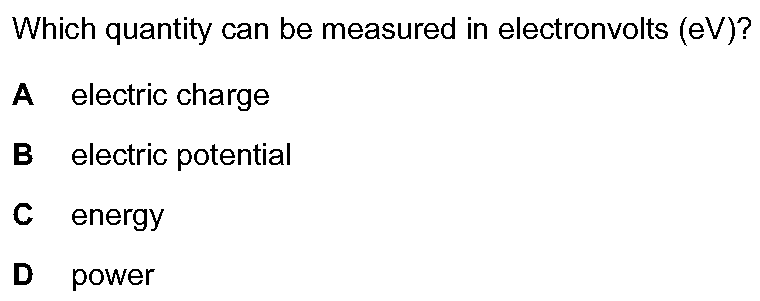 Which quantity can be measured in electronvolts (eV)?
A electric charge
B electric potential
C energy
D power